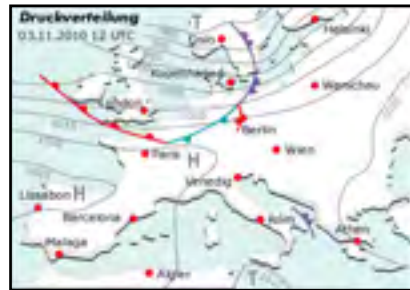 Druckverteilung
03.11.2010 12 UTC
T
Oslo
Helsinki
Kopenhagen
Warschau
London
Berlin
Paris
H
Wien
Venedig
Lissabon
H
Barcelona
Rom
Athen
Malaga
Algier
T